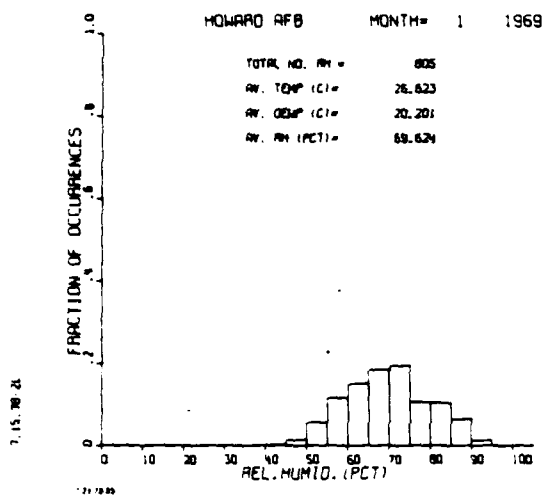 HOWARD AFB MONTH= 1 1969
TOTAL NO. RH = 805
AV. TEMP (C)= 26.623
AV. DEWP (C)= 20.201
AV. RH (PCT)= 69.624
FRACTION OF OCCURRENCES
1.0
.8
.6
.4
.2
0
0 10 20 30 40 50 60 70 80 90 100
REL.HUMID.(PCT)